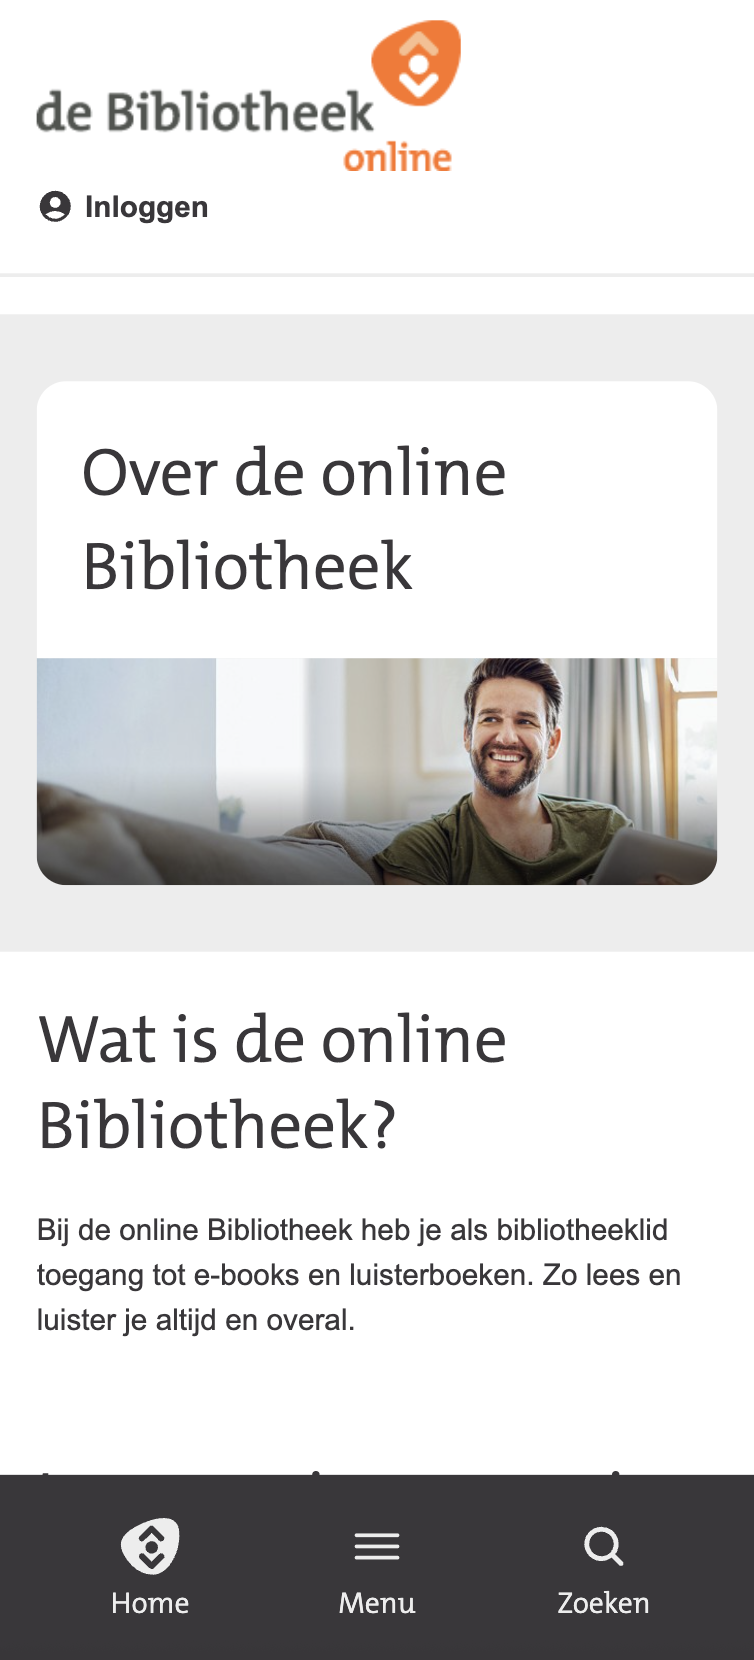 de Bibliotheek
online
Inloggen
Over de online
Bibliotheek
Wat is de online
Bibliotheek?
Bij de online Bibliotheek heb je als bibliotheeklid
toegang tot e-books en luisterboeken. Zo lees en
luister je altijd en overal.
Home
Menu
Zoeken